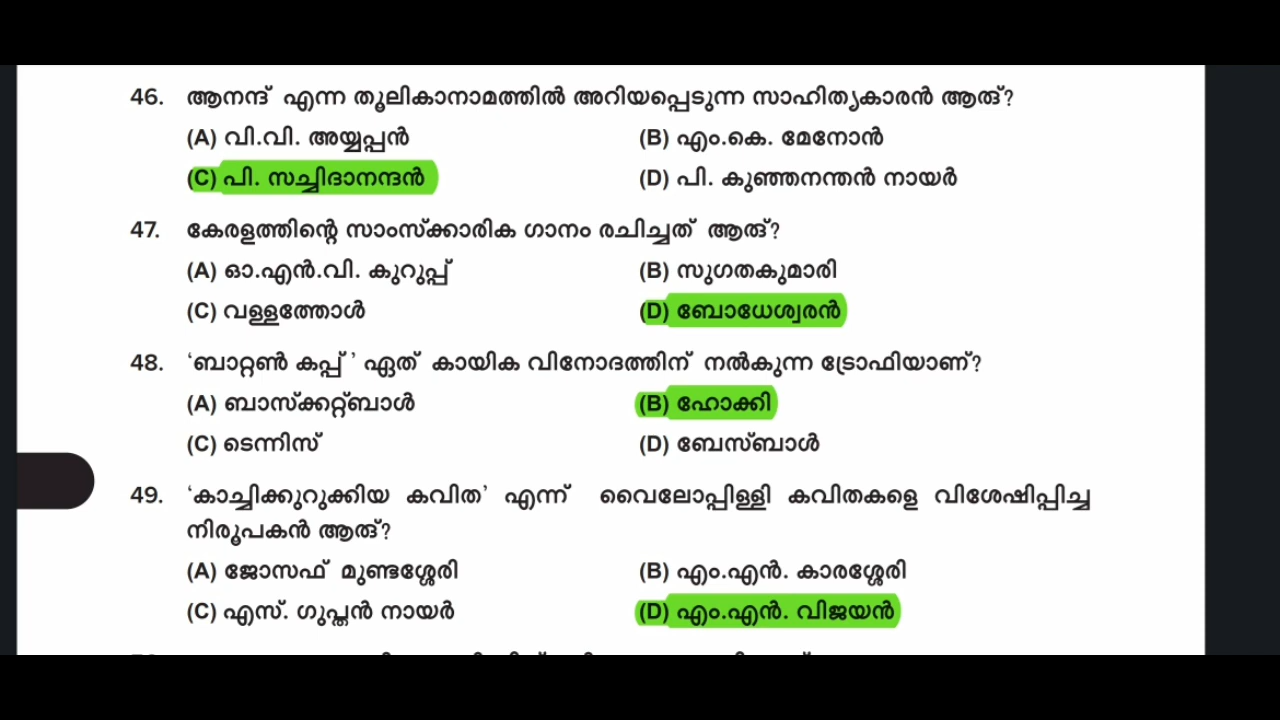 46. ആനന്ദ് എന്ന തൂലികാനാമത്തിൽ അറിയപ്പെടുന്ന സാഹിത്യകാരൻ ആര്?
(A) വി.വി. അയ്യപ്പൻ (B) എം.കെ. മേനോൻ
(C) പി. സച്ചിദാനന്ദൻ (D) പി. കുഞ്ഞനന്തൻ നായർ
47. കേരളത്തിന്റെ സാംസ്ക്കാരിക ഗാനം രചിച്ചത് ആര്?
(A) ഓ.എൻ.വി. കുറുപ്പ് (B) സുഗതകുമാരി
(C) വള്ളത്തോൾ (D) ബോധേശ്വരൻ
48. ‘ബാറ്റൺ കപ്പ് ’ ഏത് കായിക വിനോദത്തിന് നൽകുന്ന ട്രോഫിയാണ്?
(A) ബാസ്ക്കറ്റ്ബാൾ (B) ഹോക്കി
(C) ടെന്നിസ് (D) ബേസ്ബാൾ
49. ‘കാച്ചിക്കുറുക്കിയ കവിത’ എന്ന് വൈലോപ്പിള്ളി കവിതകളെ വിശേഷിപ്പിച്ച
നിരൂപകൻ ആര്?
(A) ജോസഫ് മുണ്ടശ്ശേരി (B) എം.എൻ. കാരശ്ശേരി
(C) എസ്. ഗുപ്തൻ നായർ (D) എം.എൻ. വിജയൻ